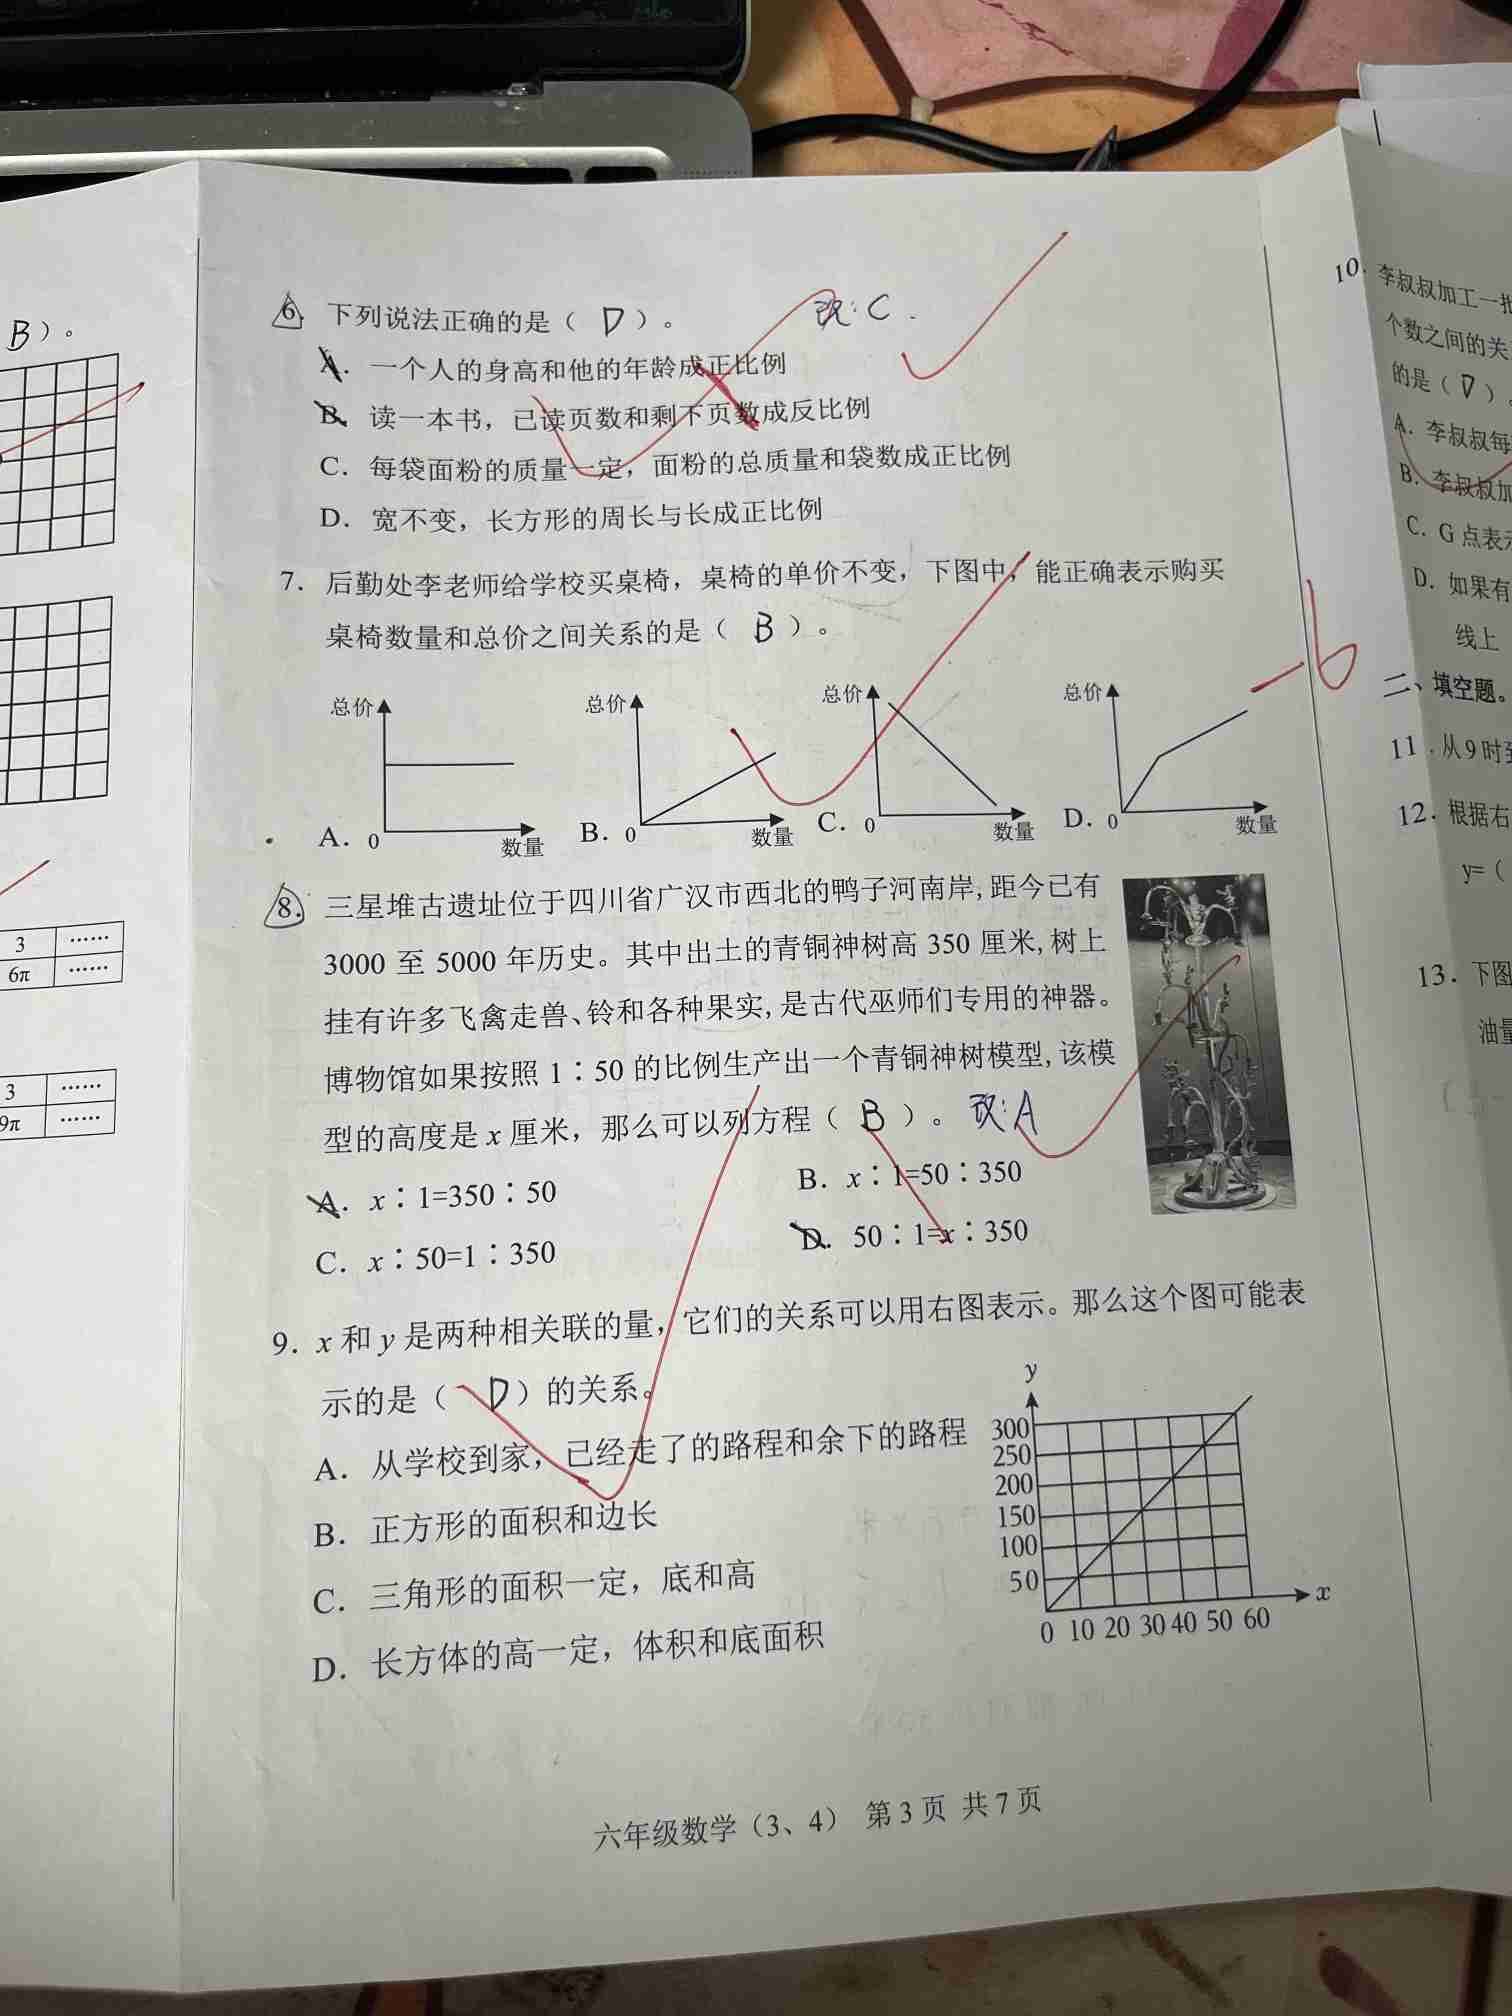 B）。
3 ……
6π ……
3 ……
9π ……
6. 下列说法正确的是（ D ）。 改：C.
A. 一个人的身高和他的年龄成正比例
B. 读一本书，已读页数和剩下页数成反比例
C. 每袋面粉的质量一定，面粉的总质量和袋数成正比例
D. 宽不变，长方形的周长与长成正比例
7. 后勤处李老师给学校买桌椅，桌椅的单价不变，下图中，能正确表示购买
桌椅数量和总价之间关系的是（ B ）。
-6
总价 总价 总价 总价
A. 0 数量 B. 0 数量 C. 0 数量 D. 0 数量
8. 三星堆古遗址位于四川省广汉市西北的鸭子河南岸,距今已有
3000 至 5000 年历史。其中出土的青铜神树高 350 厘米,树上
挂有许多飞禽走兽、铃和各种果实,是古代巫师们专用的神器。
博物馆如果按照 1∶50 的比例生产出一个青铜神树模型,该模
型的高度是 x 厘米，那么可以列方程（ B ）。 改：A
A. x∶1=350∶50 B. x∶1=50∶350
C. x∶50=1∶350 D. 50∶1=x∶350
9. x 和 y 是两种相关联的量，它们的关系可以用右图表示。那么这个图可能表
示的是（ D ）的关系。
A. 从学校到家，已经走了的路程和余下的路程
B. 正方形的面积和边长
C. 三角形的面积一定，底和高
D. 长方体的高一定，体积和底面积
y
300
250
200
150
100
50
x
0 10 20 30 40 50 60
六年级数学（3、4） 第 3 页 共 7 页
10. 李叔叔加工一批
个数之间的关
的是（ D ）。
A. 李叔叔每
B. 李叔叔加
C. G 点表示
D. 如果有
线上
二、填空题。
11. 从 9 时到
12. 根据右
y=（
13. 下图
油量